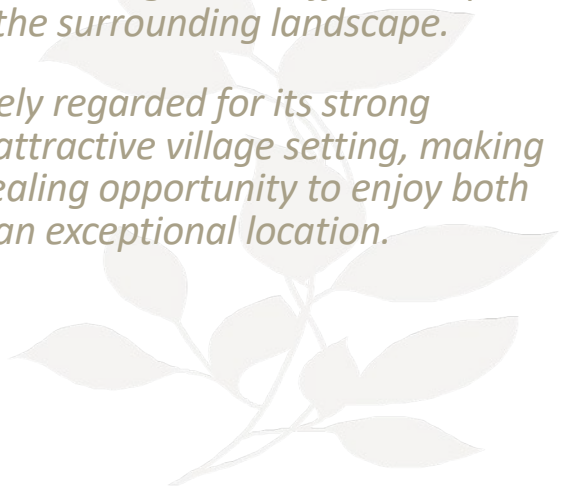 the surrounding landscape.
ely regarded for its strong
attractive village setting, making
ealing opportunity to enjoy both
an exceptional location.